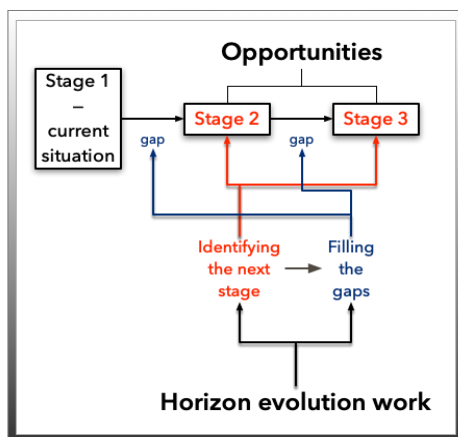 Opportunities
Stage 1
–
current
situation
Stage 2
Stage 3
gap
gap
Identifying
the next
stage
Filling
the
gaps
Horizon evolution work